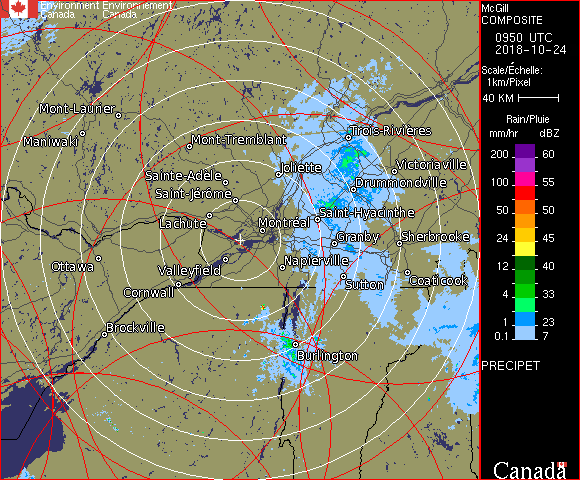 Environment Environnement
Canada Canada
McGill
COMPOSITE
0950 UTC
2018-10-24
Scale/Échelle:
1km/Pixel
40 KM
Rain/Pluie
mm/hr dBZ
200 60
100 55
50 50
24 45
12 40
4 33
1 23
0.1 7
PRECIPET
Canada
Mont-Laurier
Maniwaki
Mont-Tremblant
Trois-Rivières
Sainte-Adèle
Joliette
Victoriaville
Saint-Jérôme
Drummondville
Lachute
Montréal
Saint-Hyacinthe
Granby
Sherbrooke
Ottawa
Valleyfield
Napierville
Sutton
Coaticook
Cornwall
Brockville
Burlington